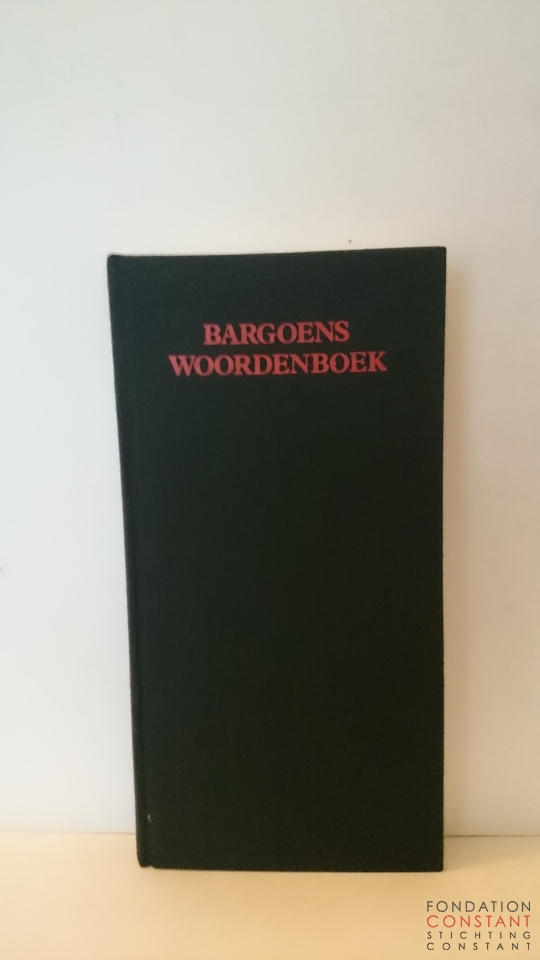 BARGOENS
WOORDENBOEK
FONDATION
CONSTANT
STICHTING
CONSTANT